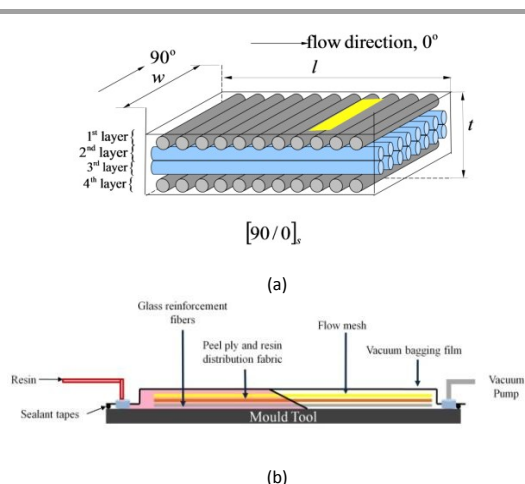 flow direction, 0°
90°
w
l
1st layer
2nd layer
3rd layer
4th layer
t
[90/0]s
(a)
Glass reinforcement
fibers
Peel ply and resin
distribution fabric
Flow mesh
Vacuum bagging film
Resin
Sealant tapes
Vacuum
Pump
Mould Tool
(b)